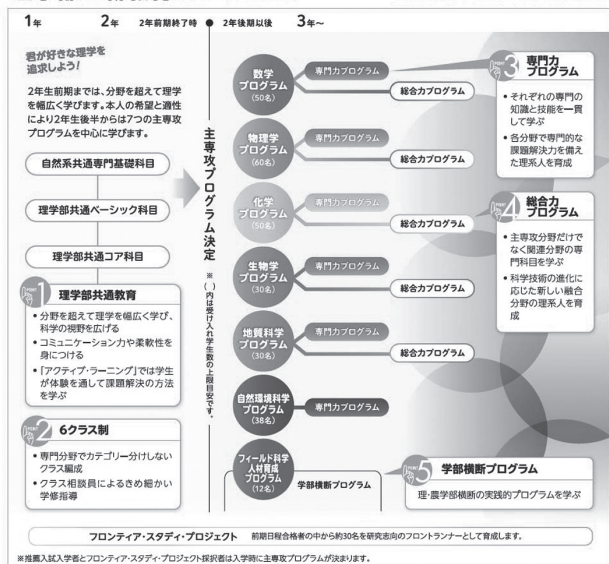 1年
2年
2年前期終了時
2年後期以後
3年~
君が好きな理学を
追求しよう!
2年生前期までは、分野を超えて理学
を幅広く学びます。本人の希望と適性
により2年生後半からは7つの主専攻
プログラムを中心に学びます。
自然系共通専門基礎科目
理学部共通ベーシック科目
理学部共通コア科目
POINT 1
理学部共通教育
• 分野を超えて理学を幅広く学び、
科学の視野を広げる
• コミュニケーション力や柔軟性を
身につける
• 「アクティブ・ラーニング」では学生
が体験を通して課題解決の方法
を学ぶ
POINT 2
6クラス制
• 専門分野でカテゴリー分けしない
クラス編成
• クラス相談員によるきめ細かい
学修指導
主専攻プログラム決定
※( )内は受け入れ学生数の上限目安です。
数学
プログラム
(50名)
専門力プログラム
総合力プログラム
物理学
プログラム
(60名)
専門力プログラム
総合力プログラム
化学
プログラム
(50名)
専門力プログラム
総合力プログラム
生物学
プログラム
(30名)
専門力プログラム
総合力プログラム
地質科学
プログラム
(30名)
専門力プログラム
総合力プログラム
自然環境科学
プログラム
(38名)
専門力プログラム
フィールド科学
人材育成
プログラム
(12名)
学部横断プログラム
POINT 3
専門力
プログラム
• それぞれの専門の
知識と技能を一貫
して学ぶ
• 各分野で専門的な
課題解決力を備え
た理系人を育成
POINT 4
総合力
プログラム
• 主専攻分野だけで
なく関連分野の専
門科目を学ぶ
• 科学技術の進化に
応じた新しい融合
分野の理系人を育
成
POINT 5
学部横断プログラム
理・農学部横断の実践的プログラムを学ぶ
フロンティア・スタディ・プロジェクト 前期日程合格者の中から約30名を研究志向のフロントランナーとして育成します。
※推薦入試入学者とフロンティア・スタディ・プロジェクト採択者は入学時に主専攻プログラムが決まります。